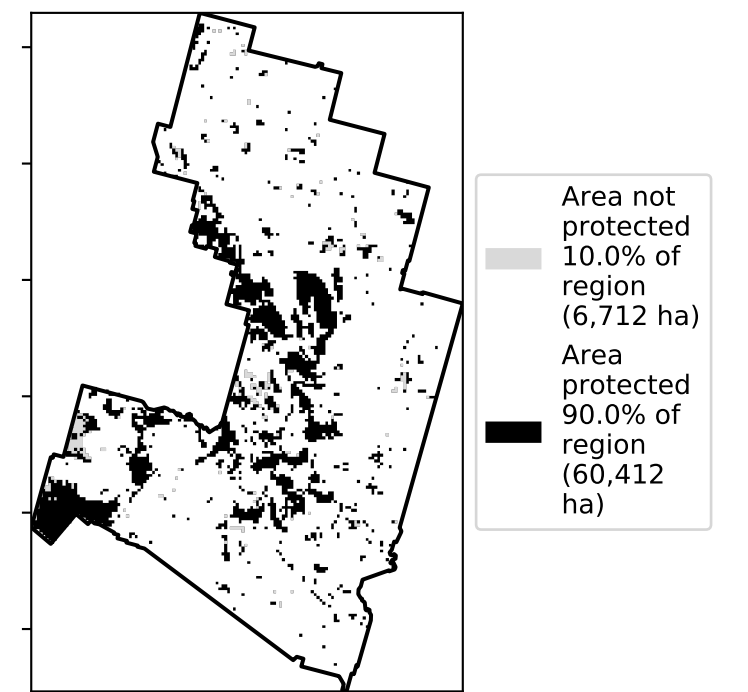 Area not
protected
10.0% of
region
(6,712 ha)
Area
protected
90.0% of
region
(60,412
ha)